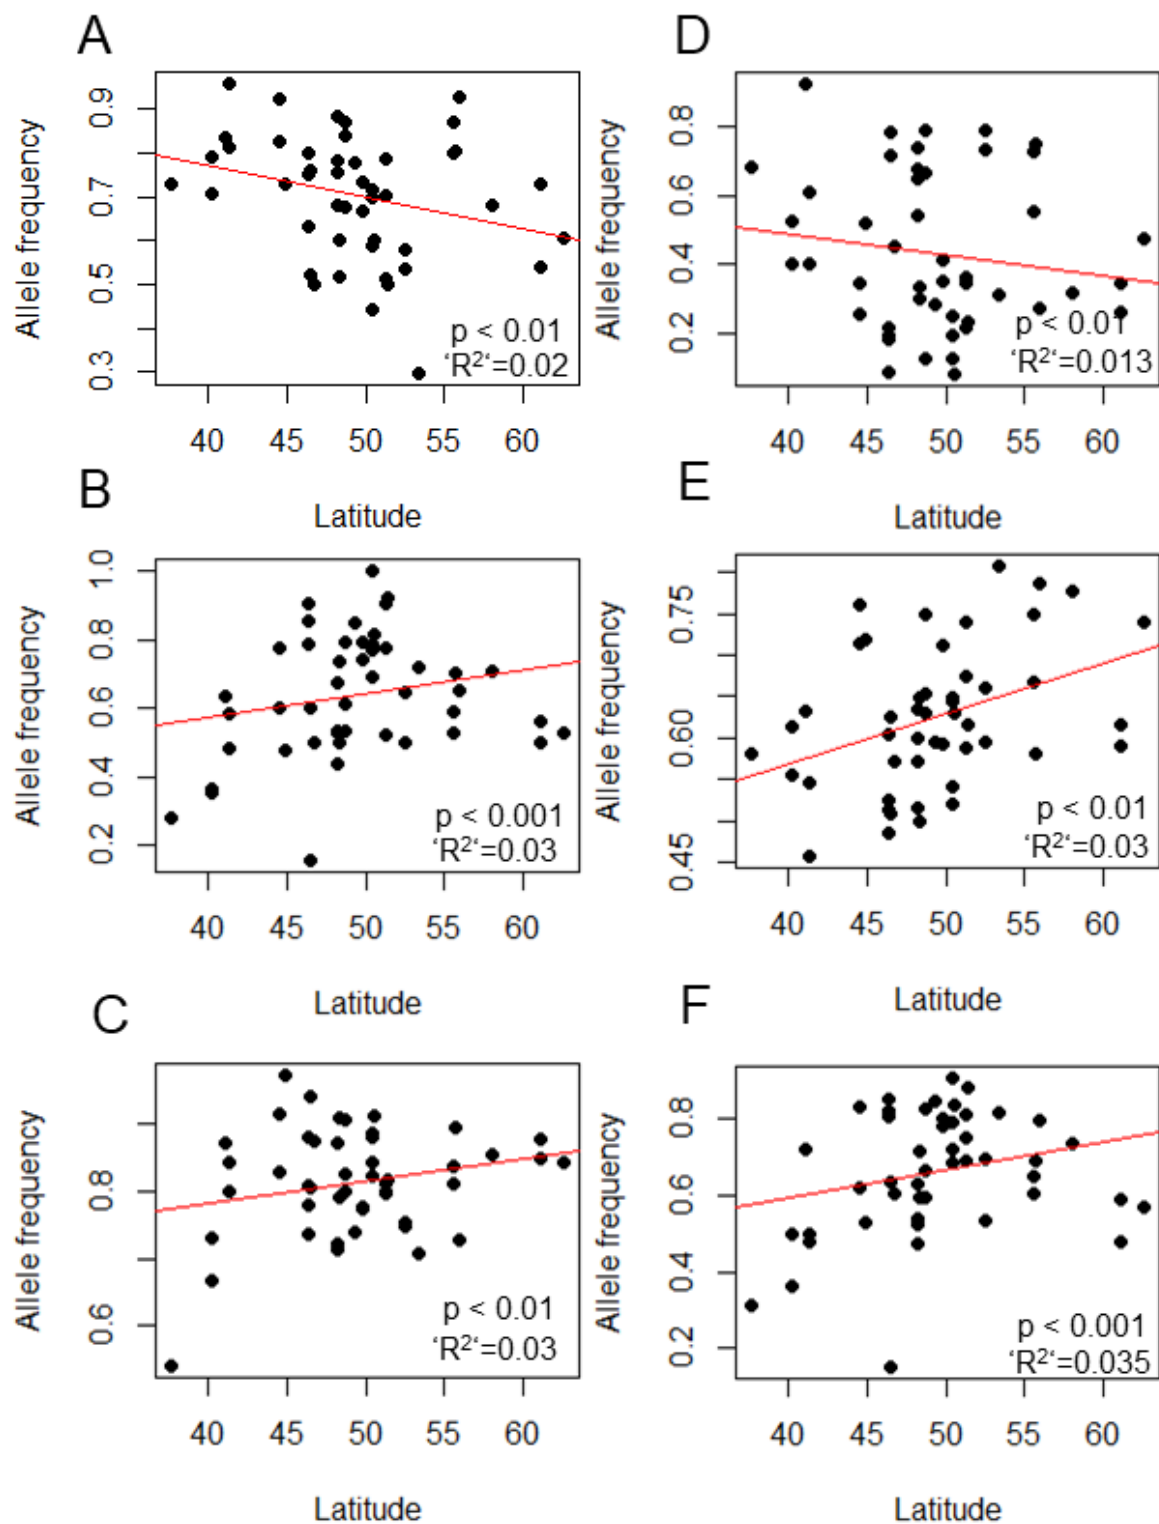 A
Allele frequency
0.3 0.5 0.7 0.9
p < 0.01
‘R²‘=0.02
40 45 50 55 60
Latitude
B
Allele frequency
0.2 0.4 0.6 0.8 1.0
p < 0.001
‘R²‘=0.03
40 45 50 55 60
Latitude
C
Allele frequency
0.6 0.8
p < 0.01
‘R²‘=0.03
40 45 50 55 60
Latitude
D
Allele frequency
0.2 0.4 0.6 0.8
p < 0.01
‘R²‘=0.013
40 45 50 55 60
Latitude
E
Allele frequency
0.45 0.60 0.75
p < 0.01
‘R²‘=0.03
40 45 50 55 60
Latitude
F
Allele frequency
0.2 0.4 0.6 0.8
p < 0.001
‘R²‘=0.035
40 45 50 55 60
Latitude